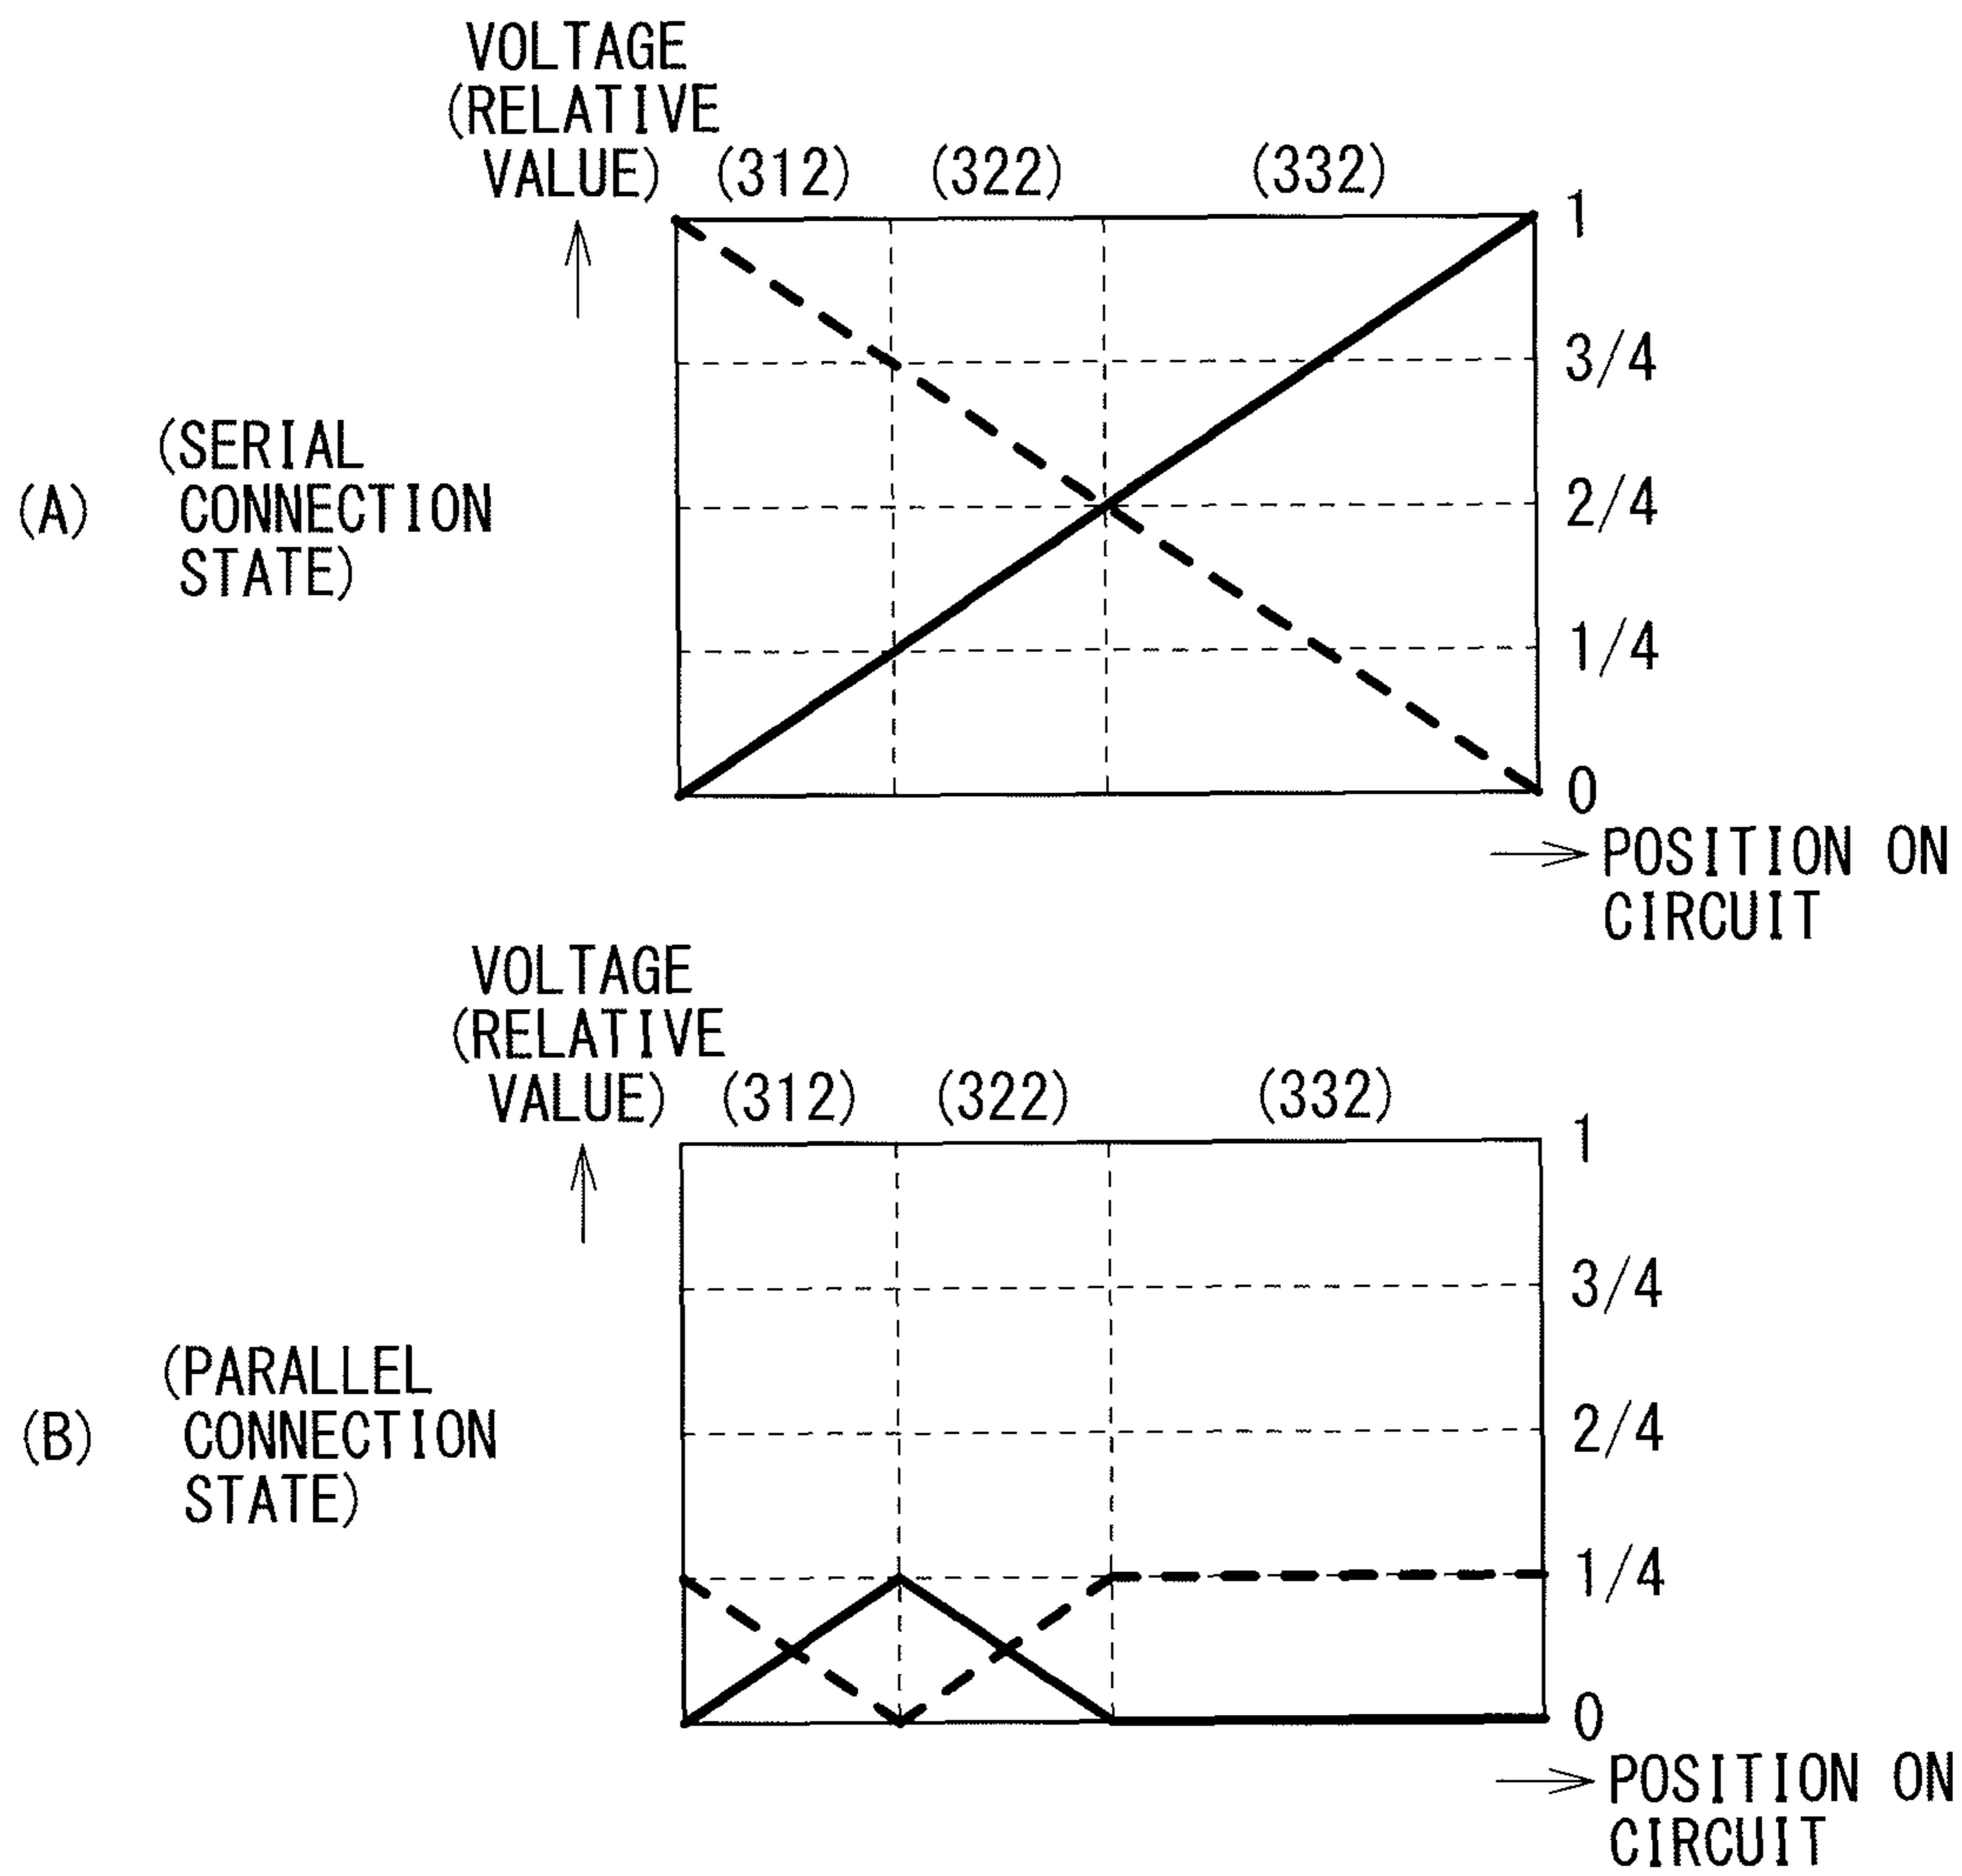 VOLTAGE
(RELATIVE
VALUE)
(312)
(322)
(332)
1
3/4
(SERIAL
(A)
CONNECTION
2/4
STATE)
1/4
0
POSITION ON
CIRCUIT
VOLTAGE
(RELATIVE
VALUE)
(312)
(322)
(332)
1
3/4
(PARALLEL
(B)
CONNECTION
2/4
STATE)
1/4
0
POSITION ON
CIRCUIT